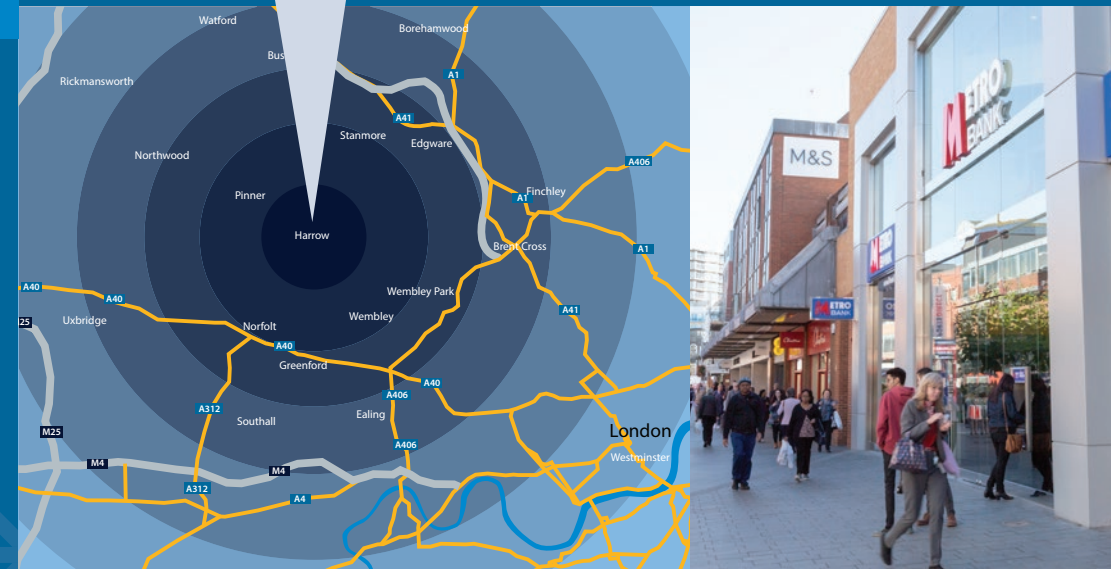 Watford
Borehamwood
Bus
A1
Rickmansworth
A41
Stanmore
Edgware
Northwood
A406
Pinner
Finchley
A1
Harrow
Brent Cross
A1
A40
A40
Wembley Park
A41
Uxbridge
25
Wembley
Norfolt
A40
Greenford
A40
A406
A312
Ealing
Southall
London
M25
A406
Westminster
M4
M4
A312
A4
M&S
METRO
BANK
METRO
BANK